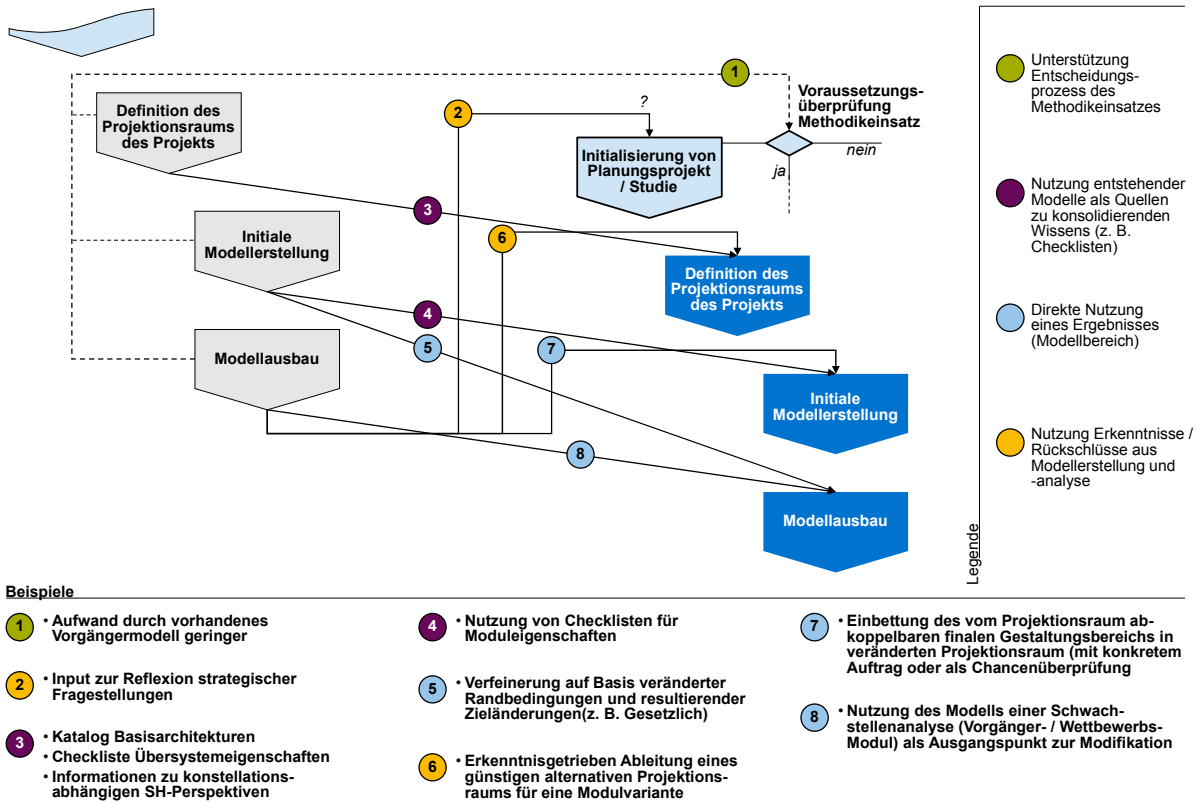 1
Voraussetzungs-
überprüfung
Methodikeinsatz
Definition des
Projektionsraums
des Projekts
2
?
Initialisierung von
Planungsprojekt
/ Studie
nein
ja
3
Initiale
Modellerstellung
6
Definition des
Projektionsraums
des Projekts
4
5
Modellausbau
7
Initiale
Modellerstellung
8
Modellausbau
Unterstützung
Entscheidungs-
prozess des
Methodikeinsatzes
Nutzung entstehender
Modelle als Quellen
zu konsolidierenden
Wissens (z. B.
Checklisten)
Direkte Nutzung
eines Ergebnisses
(Modellbereich)
Nutzung Erkenntnisse /
Rückschlüsse aus
Modellerstellung und
-analyse
Legende
Beispiele
1 • Aufwand durch vorhandenes
Vorgängermodell geringer
2 • Input zur Reflexion strategischer
Fragestellungen
3 • Katalog Basisarchitekturen
• Checkliste Übersystemeigenschaften
• Informationen zu konstellations-
abhängigen SH-Perspektiven
4 • Nutzung von Checklisten für
Moduleigenschaften
5 • Verfeinerung auf Basis veränderter
Randbedingungen und resultierender
Zieländerungen(z. B. Gesetzlich)
6 • Erkenntnisgetrieben Ableitung eines
günstigen alternativen Projektions-
raums für eine Modulvariante
7 • Einbettung des vom Projektionsraum ab-
koppelbaren finalen Gestaltungsbereichs in
veränderten Projektionsraum (mit konkretem
Auftrag oder als Chancenüberprüfung
8 • Nutzung des Modells einer Schwach-
stellenanalyse (Vorgänger- / Wettbewerbs-
Modul) als Ausgangspunkt zur Modifikation